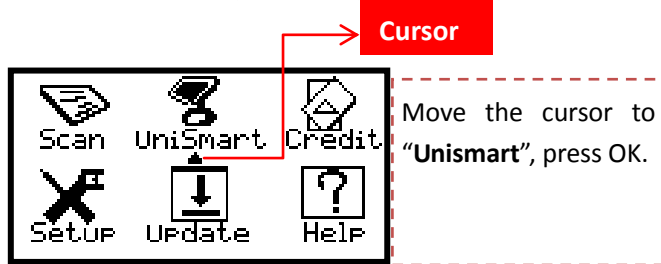 Cursor
Scan UniSmart Credit
Setup Update Help
Move the cursor to
“Unismart”, press OK.